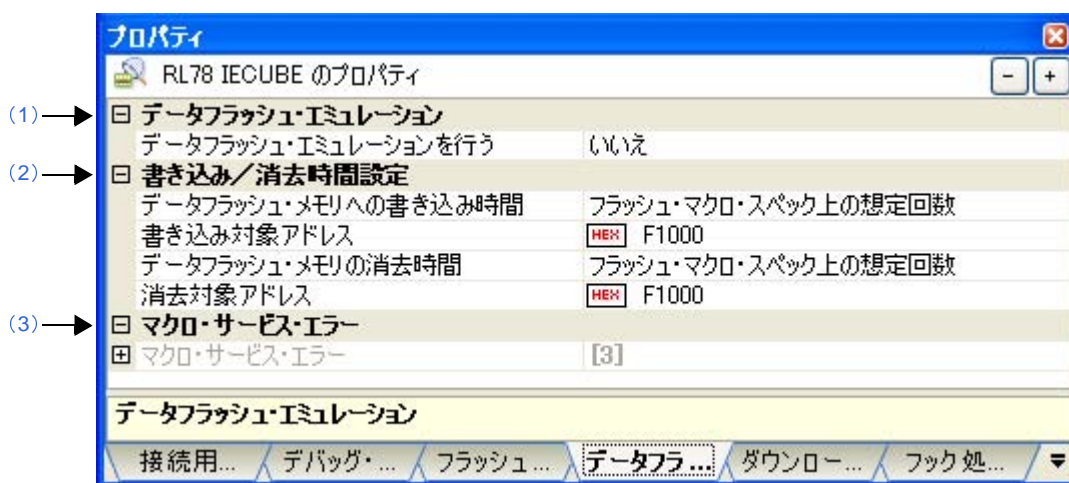 プロパティ
RL78 IECUBE のプロパティ
(1) データフラッシュ・エミュレーション
データフラッシュ・エミュレーションを行う いいえ
(2) 書き込み/消去時間設定
データフラッシュ・メモリへの書き込み時間 フラッシュ・マクロ・スペック上の想定回数
書き込み対象アドレス HEX F1000
データフラッシュ・メモリの消去時間 フラッシュ・マクロ・スペック上の想定回数
消去対象アドレス HEX F1000
(3) マクロ・サービス・エラー
マクロ・サービス・エラー [3]
データフラッシュ・エミュレーション
接続用... デバッグ・... フラッシュ... データフラ... ダウンロー... フック処...